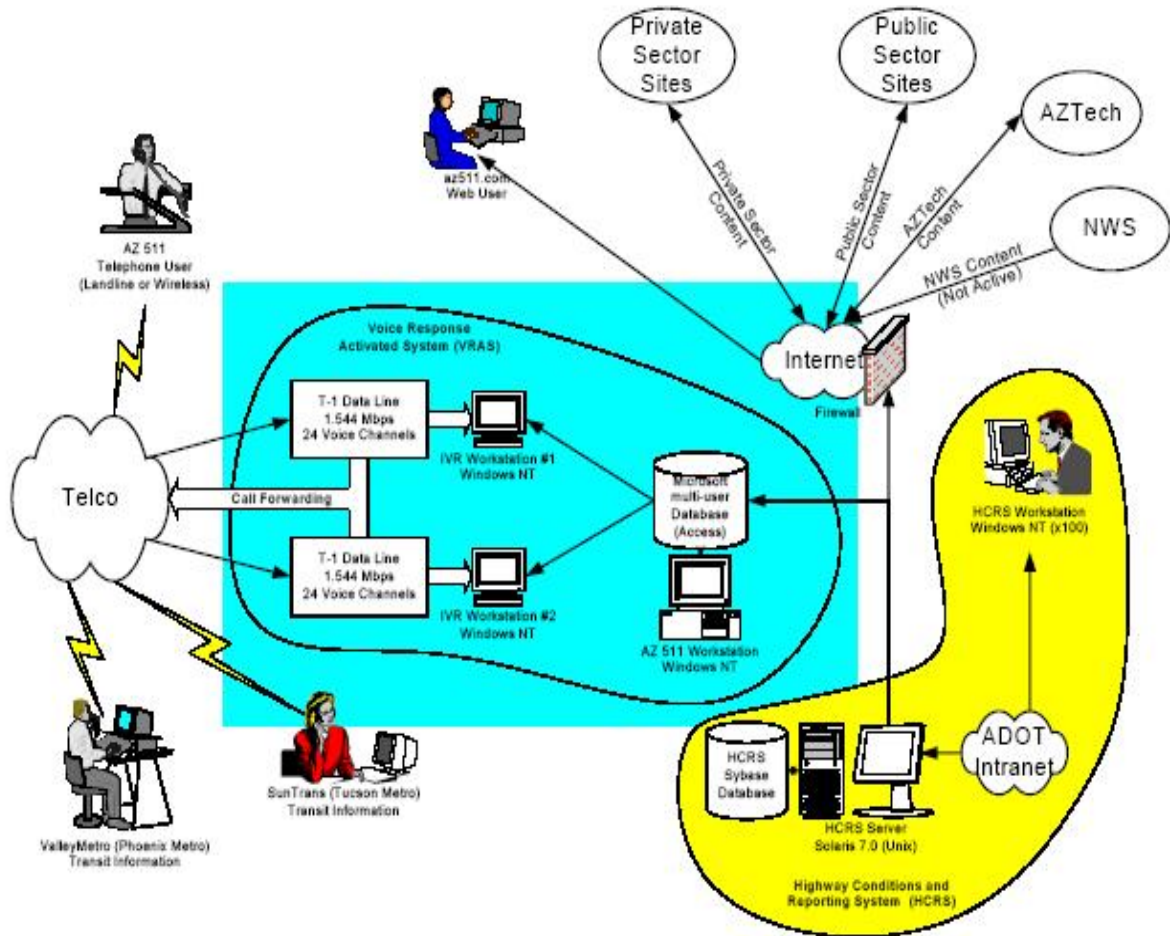 Private
Sector
Sites
Public
Sector
Sites
AZTech
NWS
az511.com
Web User
Private Sector
Content
Public Sector
Content
AZTech
Content
NWS Content
(Not Active)
AZ 511
Telephone User
(Landline or Wireless)
Voice Response
Activated System (VRAS)
Internet
Firewall
T-1 Data Line
1.544 Mbps
24 Voice Channels
IVR Workstation #1
Windows NT
Telco
Call Forwarding
Microsoft
multi-user
Database
(Access)
HCRS Workstation
Windows NT (x100)
T-1 Data Line
1.544 Mbps
24 Voice Channels
IVR Workstation #2
Windows NT
AZ 511 Workstation
Windows NT
SunTrans (Tucson Metro)
Transit Information
ValleyMetro (Phoenix Metro)
Transit Information
HCRS
Sybase
Database
ADOT
Intranet
HCRS Server
Solaris 7.0 (Unix)
Highway Conditions and
Reporting System (HCRS)